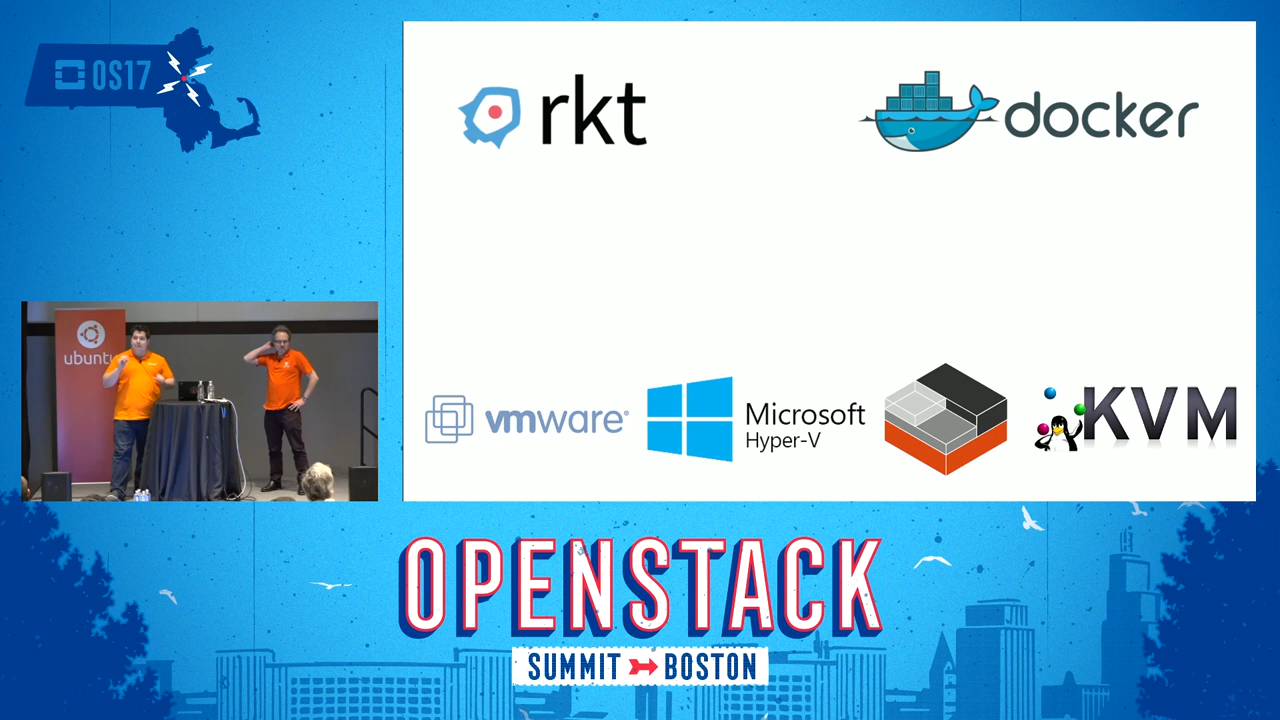 OS17
rkt
docker
ubuntu
vmware®
Microsoft
Hyper-V
KVM
OPENSTACK
SUMMIT BOSTON